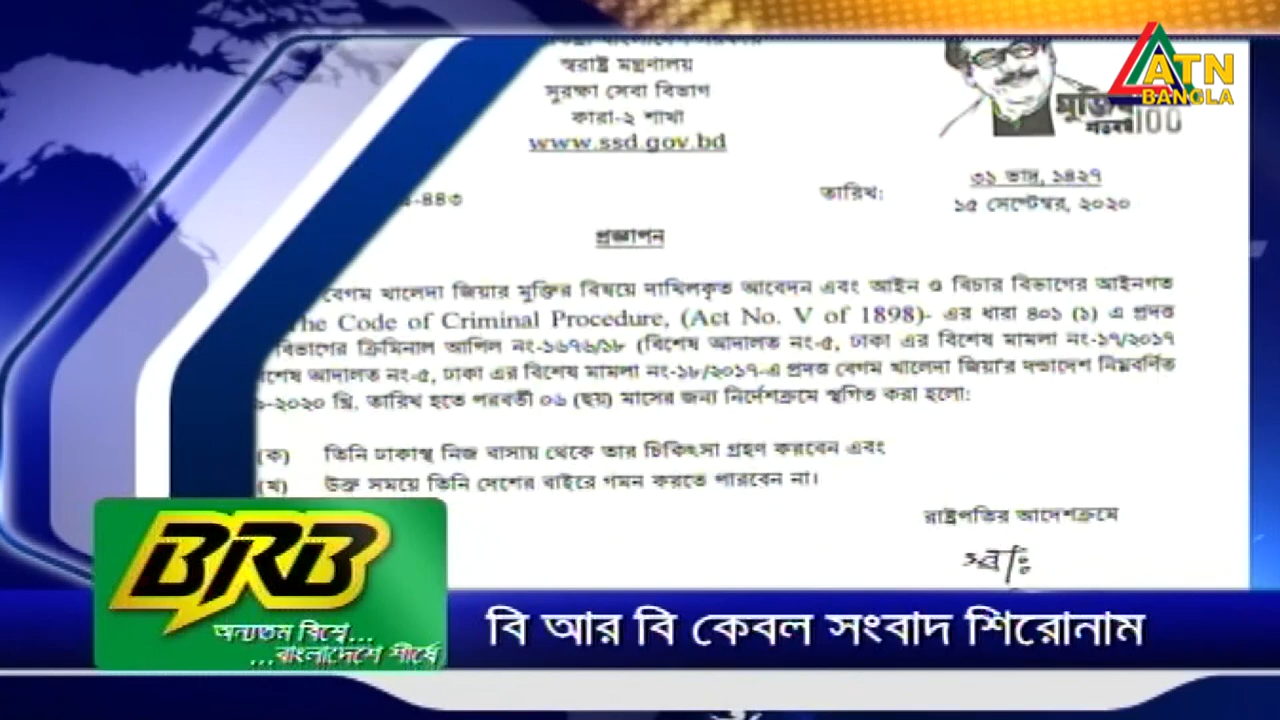 স্বরাষ্ট্র মন্ত্রণালয়
সুরক্ষা সেবা বিভাগ
কারা-২ শাখা
www.ssd.gov.bd
মুজিব
শতবর্ষ 100
ATN
BANGLA
-৪৪৩
তারিখ:
৩১ ভাদ্র, ১৪২৭
১৫ সেপ্টেম্বর, ২০২০
প্রজ্ঞাপন
বেগম খালেদা জিয়ার মুক্তির বিষয়ে দাখিলকৃত আবেদন এবং আইন ও বিচার বিভাগের আইনগত
The Code of Criminal Procedure, (Act No. V of 1898)- এর ধারা ৪০১ (১) এ প্রদত্ত
বিভাগের ক্রিমিনাল আপিল নং-১৬৭৬/১৮ (বিশেষ আদালত নং-৫, ঢাকা এর বিশেষ মামলা নং-১৭/২০১৭
শেষ আদালত নং-৫, ঢাকা এর বিশেষ মামলা নং-১৮/২০১৭-এ প্রদত্ত বেগম খালেদা জিয়া'র দন্ডাদেশ নিম্নবর্ণিত
-২০২০ খ্রি. তারিখ হতে পরবর্তী ০৬ (ছয়) মাসের জন্য নির্দেশক্রমে স্থগিত করা হলো:
(ক) তিনি ঢাকাস্থ নিজ বাসায় থেকে তার চিকিৎসা গ্রহণ করবেন এবং
(খ) উক্ত সময়ে তিনি দেশের বাইরে গমন করতে পারবেন না।
রাষ্ট্রপতির আদেশক্রমে
BRB
অন্যতম বিশ্বে...
...বাংলাদেশে শীর্ষে
বি আর বি কেবল সংবাদ শিরোনাম